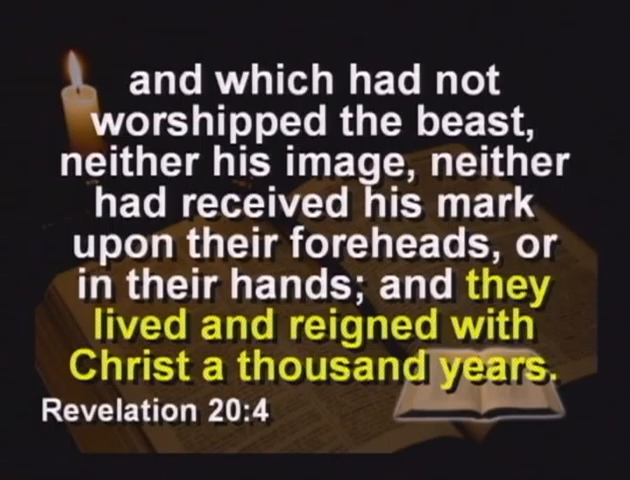 and which had not
worshipped the beast,
neither his image, neither
had received his mark
upon their foreheads, or
in their hands; and they
lived and reigned with
Christ a thousand years.
Revelation 20:4